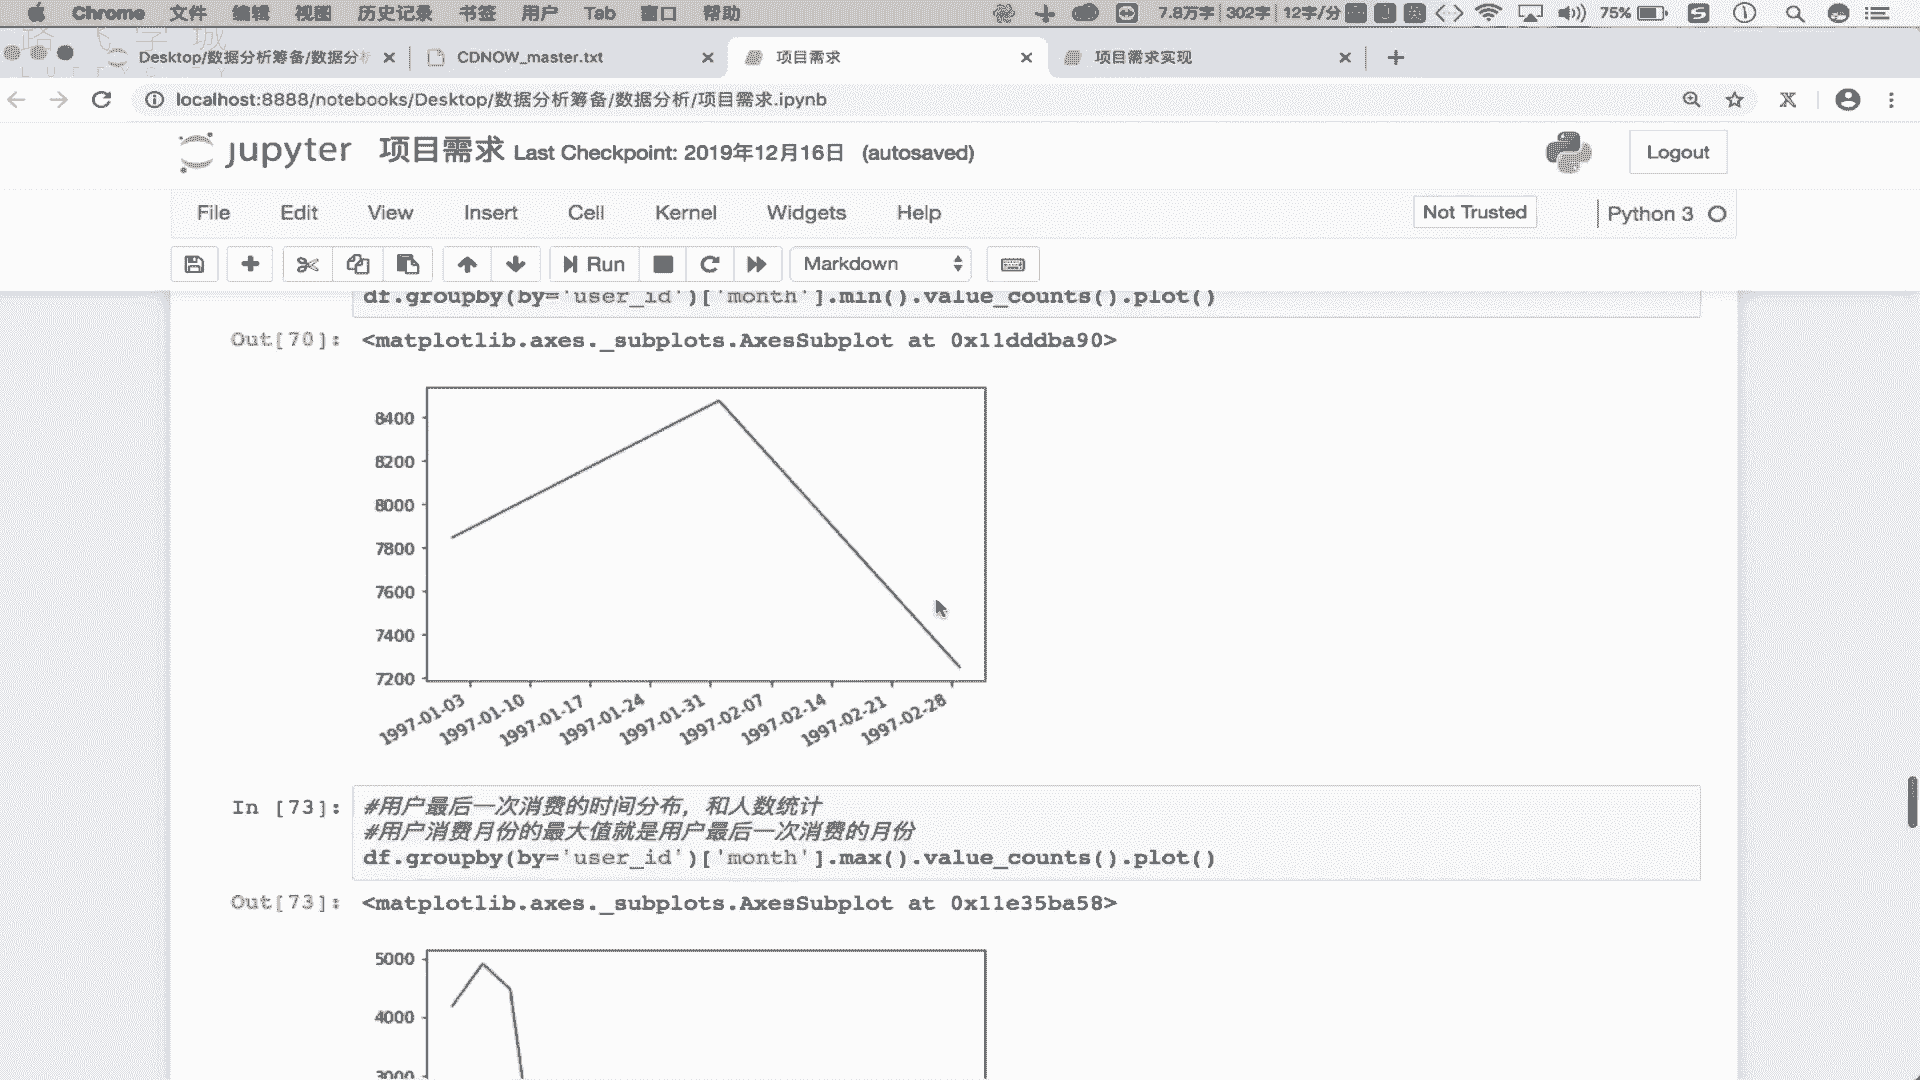 Chrome 文件 编辑 视图 历史记录 书签 用户 Tab 窗口 帮助 7.8万字 302字 12字/分 75%
Desktop/数据分析筹备/数据分析 CDNOW_master.txt 项目需求 项目需求实现
localhost:8888/notebooks/Desktop/数据分析筹备/数据分析/项目需求.ipynb
jupyter 项目需求 Last Checkpoint: 2019年12月16日 (autosaved) Logout
File Edit View Insert Cell Kernel Widgets Help Not Trusted Python 3
Run Markdown
df.groupby(by='user_id')['month'].min().value_counts().plot()
Out[70]: <matplotlib.axes._subplots.AxesSubplot at 0x11dddba90>
8400
8200
8000
7800
7600
7400
7200
1997-01-03 1997-01-10 1997-01-17 1997-01-24 1997-01-31 1997-02-07 1997-02-14 1997-02-21 1997-02-28
In [73]: #用户最后一次消费的时间分布，和人数统计
#用户消费月份的最大值就是用户最后一次消费的月份
df.groupby(by='user_id')['month'].max().value_counts().plot()
Out[73]: <matplotlib.axes._subplots.AxesSubplot at 0x11e35ba58>
5000
4000
3000